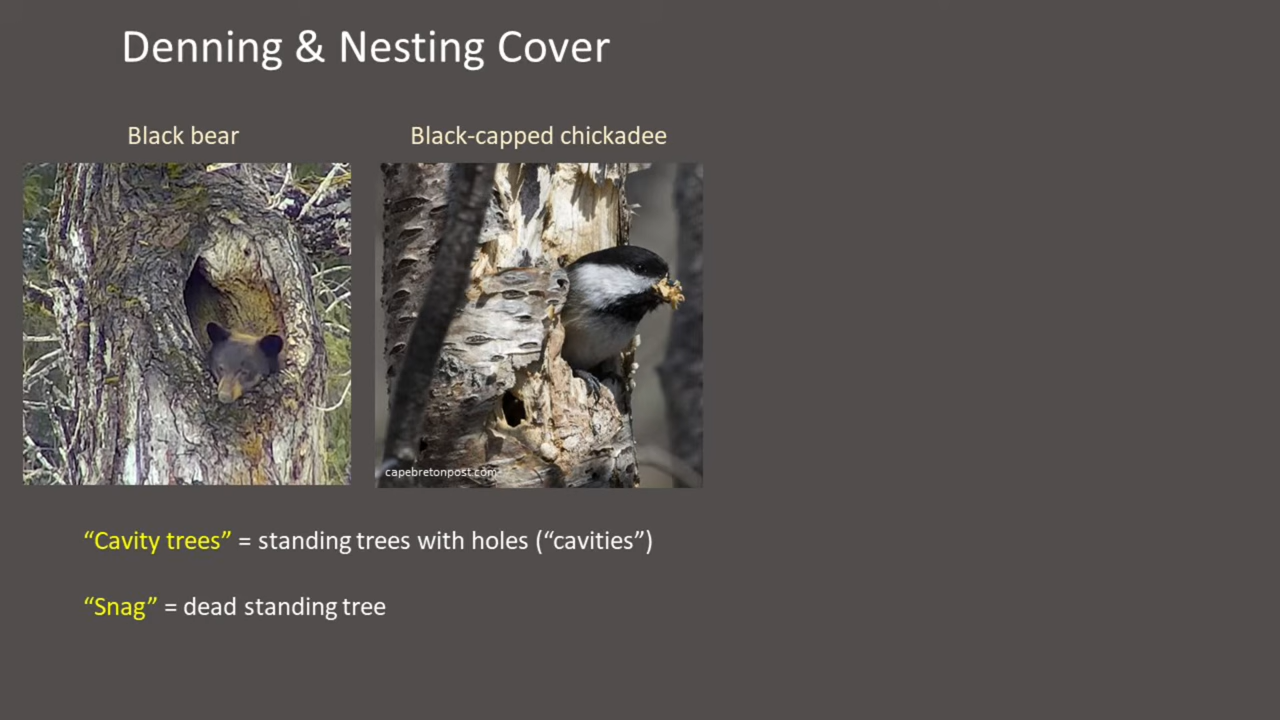 Denning & Nesting Cover
Black bear
Black-capped chickadee
capebretonpost.com
“Cavity trees” = standing trees with holes (“cavities”)
“Snag” = dead standing tree